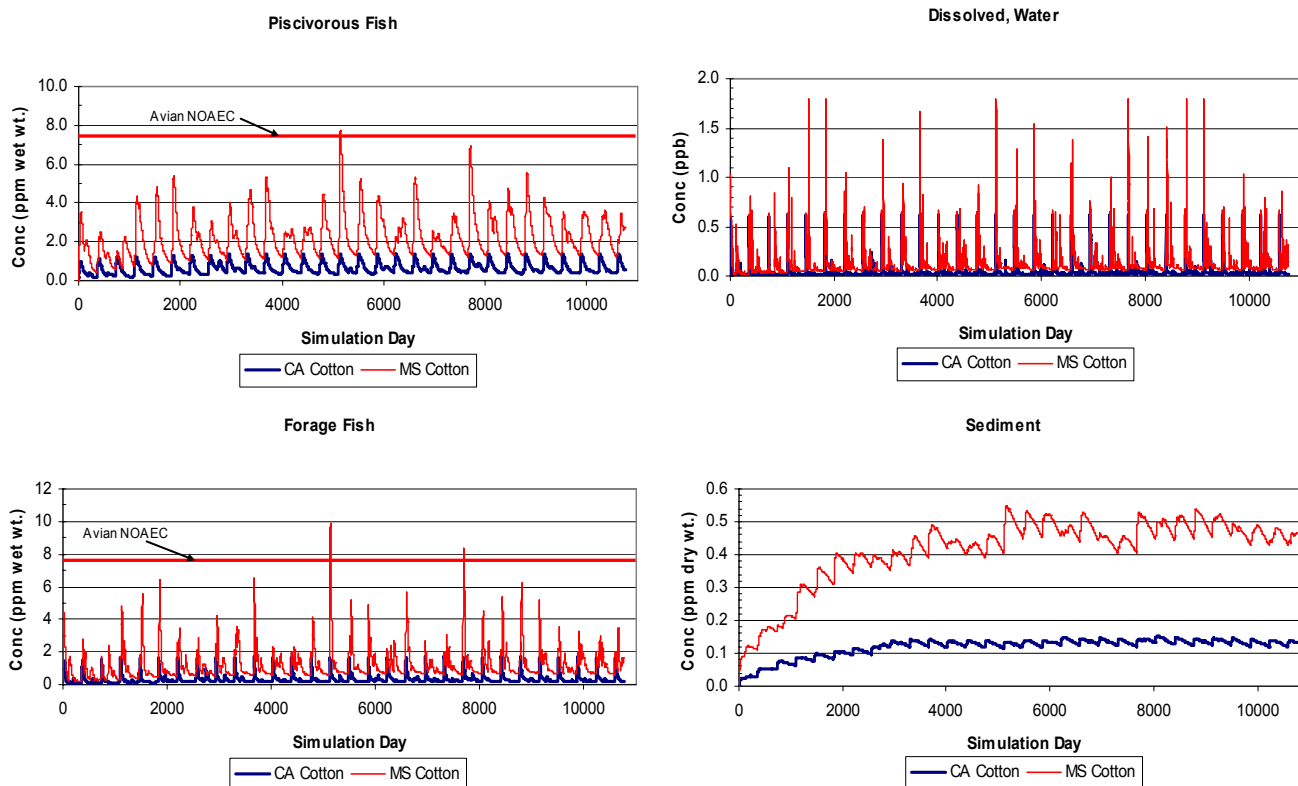 Piscivorous Fish
Conc (ppm wet wt.)
10.0
8.0
6.0
4.0
2.0
0.0
Avian NOAEC
0 2000 4000 6000 8000 10000
Simulation Day
CA Cotton MS Cotton
Dissolved, Water
Conc (ppb)
2.0
1.5
1.0
0.5
0.0
0 2000 4000 6000 8000 10000
Simulation Day
CA Cotton MS Cotton
Forage Fish
Conc (ppm wet wt.)
12
10
8
6
4
2
0
Avian NOAEC
0 2000 4000 6000 8000 10000
Simulation Day
CA Cotton MS Cotton
Sediment
Conc (ppm dry wt.)
0.6
0.5
0.4
0.3
0.2
0.1
0.0
0 2000 4000 6000 8000 10000
Simulation Day
CA Cotton MS Cotton